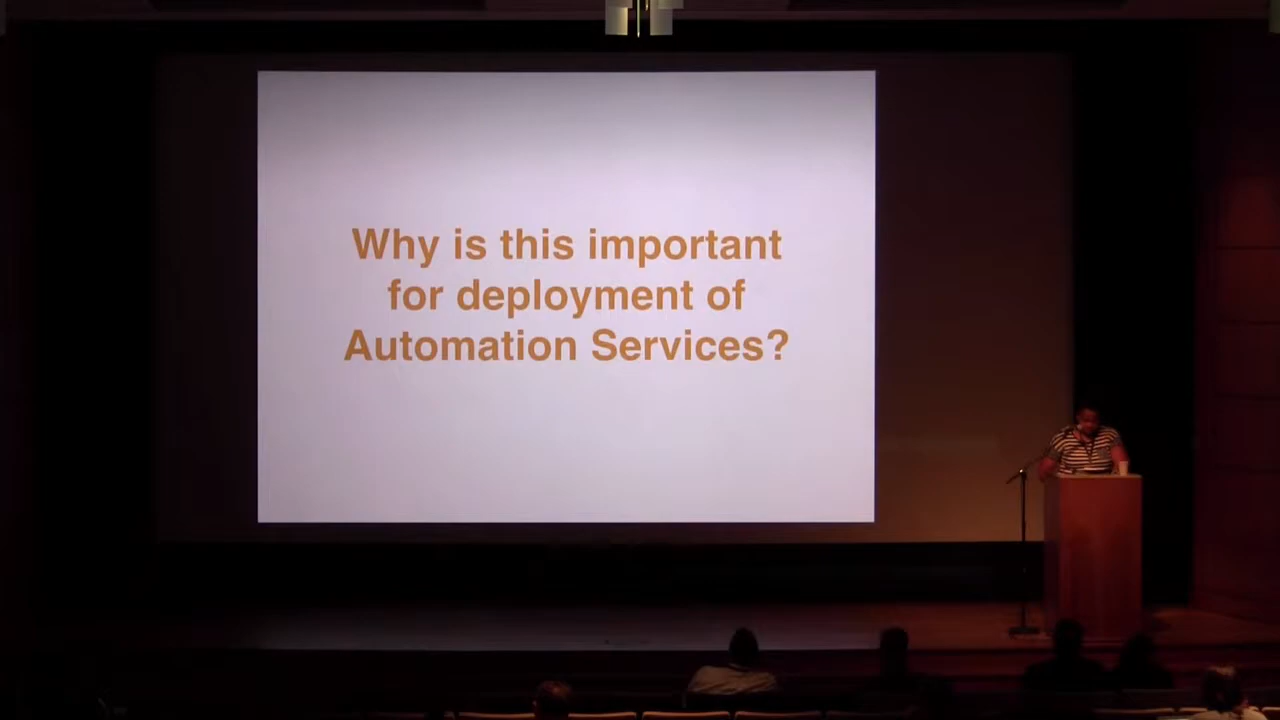 Why is this important
for deployment of
Automation Services?